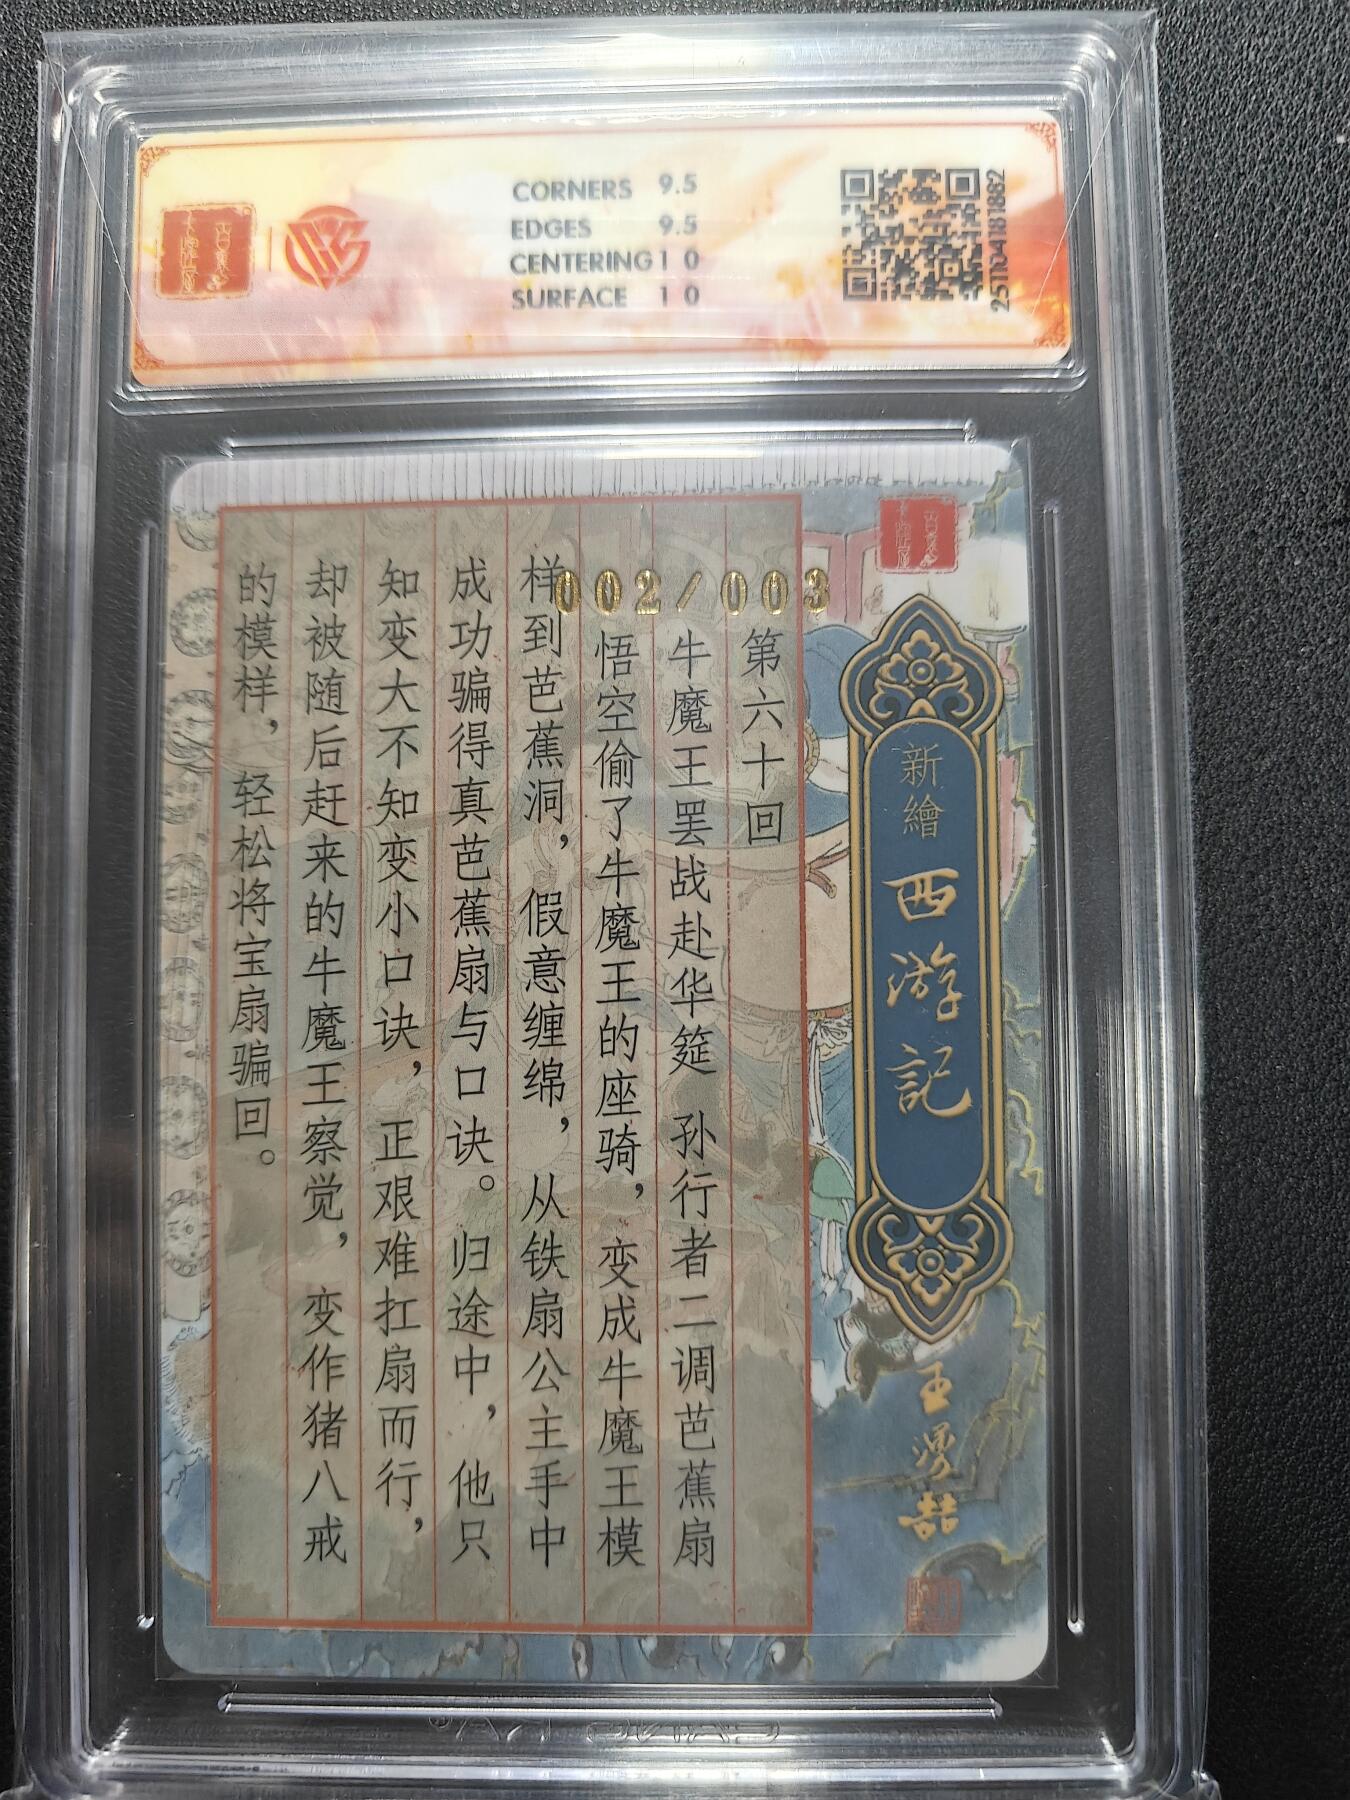 CORNERS 9.5
EDGES 9.5
CENTERING 10
SURFACE 10
251104181882
002/003
新繪
西游記
王勇喆
第六十回
牛魔王罢战赴华筵 孙行者二调芭蕉扇
悟空偷了牛魔王的座骑，变成牛魔王模
样到芭蕉洞，假意缠绵，从铁扇公主手中
成功骗得真芭蕉扇与口诀。归途中，他只
知变大不知变小口诀，正艰难扛扇而行，
却被随后赶来的牛魔王察觉，变作猪八戒
的模样，轻松将宝扇骗回。